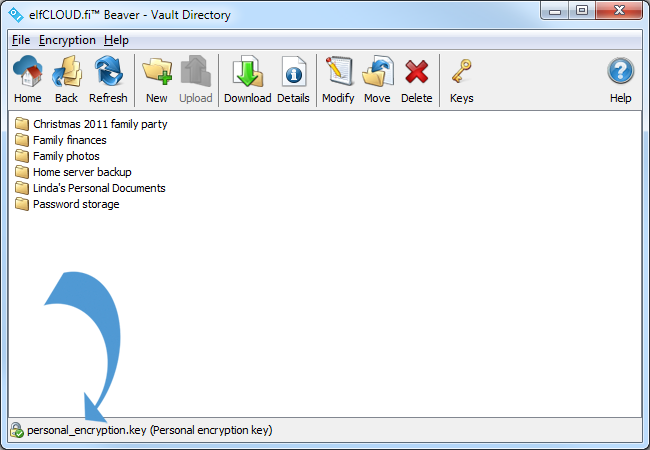 elfCLOUD.fi™ Beaver - Vault Directory
File Encryption Help
Home Back Refresh New Upload Download Details Modify Move Delete Keys Help
Christmas 2011 family party
Family finances
Family photos
Home server backup
Linda's Personal Documents
Password storage
personal_encryption.key (Personal encryption key)